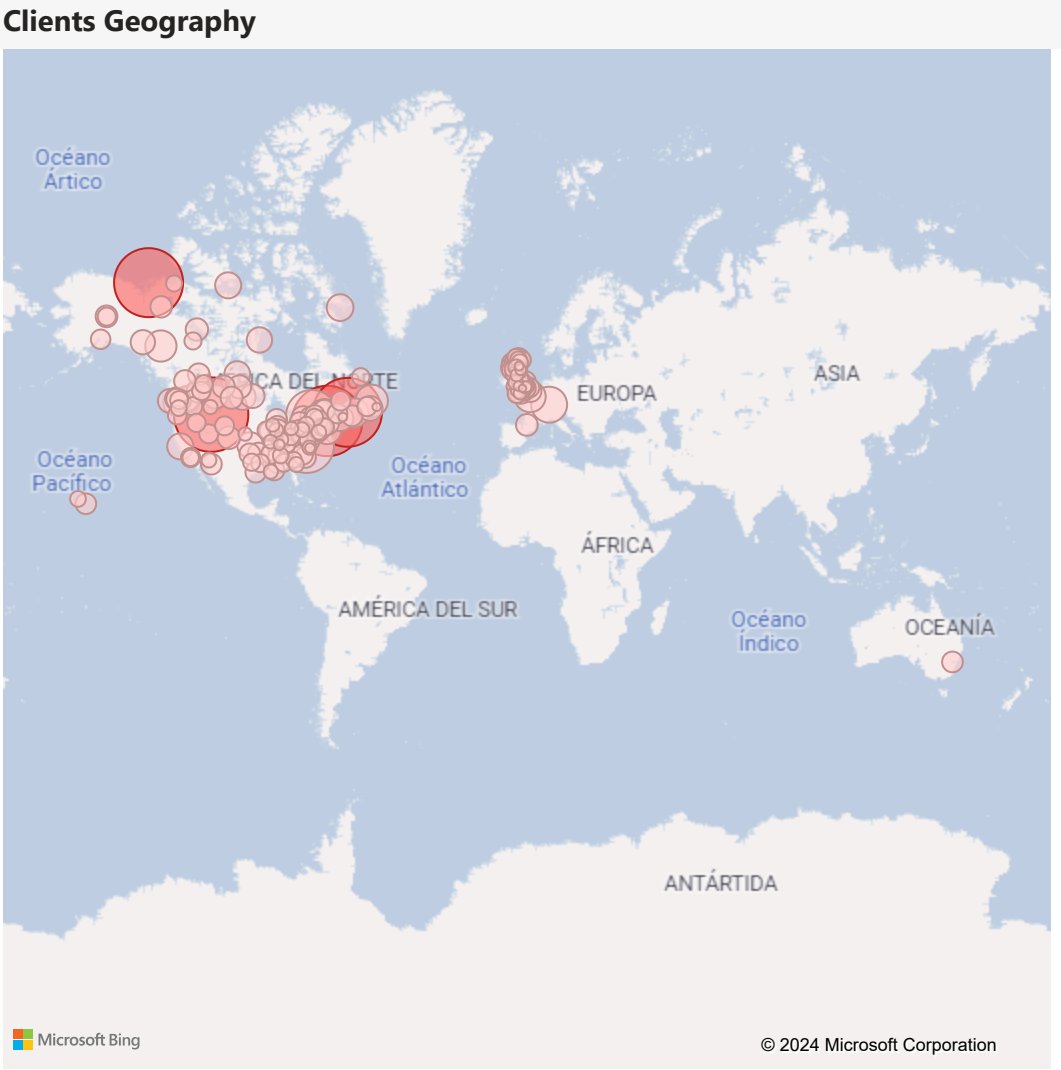 Clients Geography
Océano
Ártico
AMÉRICA DEL NORTE
EUROPA
ASIA
Océano
Pacífico
Océano
Atlántico
ÁFRICA
AMÉRICA DEL SUR
Océano
Índico
OCEANÍA
ANTÁRTIDA
Microsoft Bing
© 2024 Microsoft Corporation